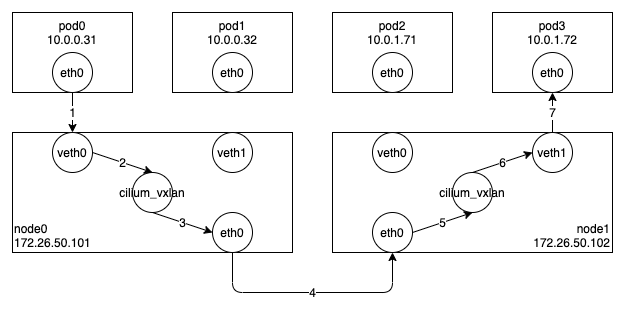 pod0
10.0.0.31
eth0
pod1
10.0.0.32
eth0
pod2
10.0.1.71
eth0
pod3
10.0.1.72
eth0
1
7
veth0
2
veth1
cilium_vxlan
3
eth0
node0
172.26.50.101
veth0
6
veth1
cilium_vxlan
eth0
5
node1
172.26.50.102
4